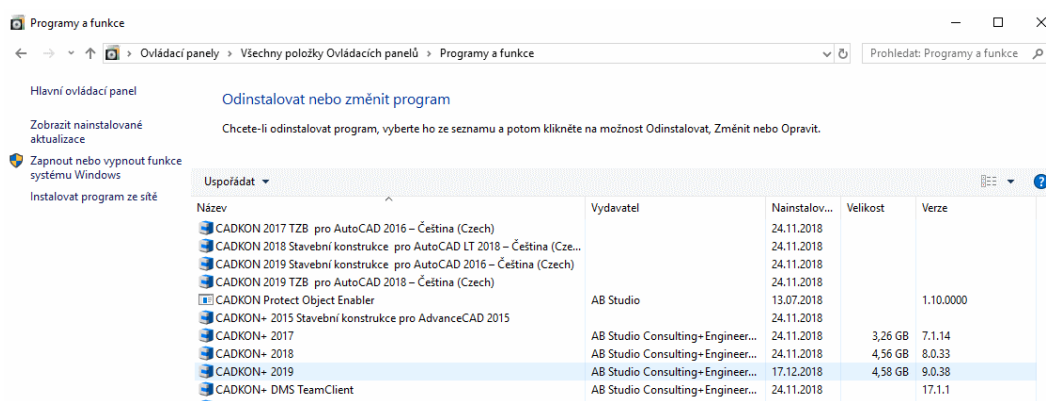 Programy a funkce
Ovládací panely › Všechny položky Ovládacích panelů › Programy a funkce
Prohledat: Programy a funkce
Hlavní ovládací panel
Zobrazit nainstalované
aktualizace
Zapnout nebo vypnout funkce
systému Windows
Instalovat program ze sítě
Odinstalovat nebo změnit program
Chcete-li odinstalovat program, vyberte ho ze seznamu a potom klikněte na možnost Odinstalovat, Změnit nebo Opravit.
Uspořádat
Název Vydavatel Nainstalov... Velikost Verze
CADKON 2017 TZB pro AutoCAD 2016 – Čeština (Czech) 24.11.2018
CADKON 2018 Stavební konstrukce pro AutoCAD LT 2018 – Čeština (Cze... 24.11.2018
CADKON 2019 Stavební konstrukce pro AutoCAD 2016 – Čeština (Czech) 24.11.2018
CADKON 2019 TZB pro AutoCAD 2018 – Čeština (Czech) 24.11.2018
CADKON Protect Object Enabler AB Studio 13.07.2018 1.10.0000
CADKON+ 2015 Stavební konstrukce pro AdvanceCAD 2015 24.11.2018
CADKON+ 2017 AB Studio Consulting+Engineer... 24.11.2018 3,26 GB 7.1.14
CADKON+ 2018 AB Studio Consulting+Engineer... 24.11.2018 4,56 GB 8.0.33
CADKON+ 2019 AB Studio Consulting+Engineer... 17.12.2018 4,58 GB 9.0.38
CADKON+ DMS TeamClient AB Studio Consulting+Engineer... 24.11.2018 17.1.1